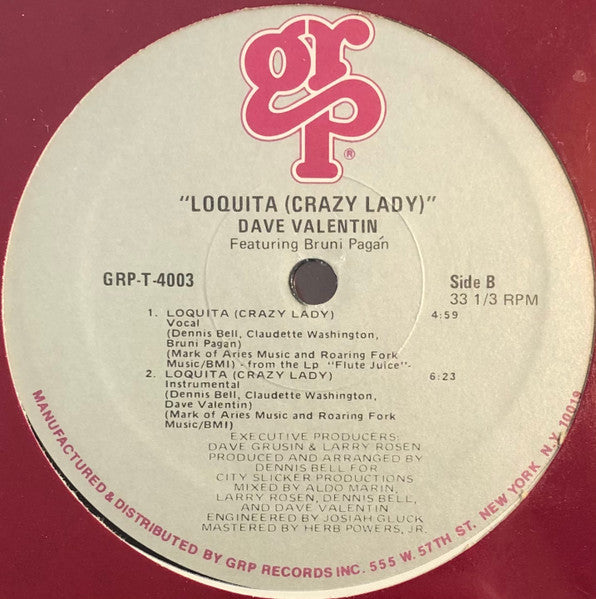 grp®
"LOQUITA (CRAZY LADY)"
DAVE VALENTIN
Featuring Bruni Pagán
GRP-T-4003
Side B
33 1/3 RPM
1. LOQUITA (CRAZY LADY) 4:59
Vocal
(Dennis Bell, Claudette Washington,
Bruni Pagan)
(Mark of Aries Music and Roaring Fork
Music/BMI) - from the Lp "Flute Juice"-
2. LOQUITA (CRAZY LADY) 6:23
Instrumental
(Dennis Bell, Claudette Washington,
Dave Valentin)
(Mark of Aries Music and Roaring Fork
Music/BMI)
EXECUTIVE PRODUCERS:
DAVE GRUSIN & LARRY ROSEN
PRODUCED AND ARRANGED BY
DENNIS BELL FOR
CITY SLICKER PRODUCTIONS
MIXED BY ALDO MARIN,
LARRY ROSEN, DENNIS BELL,
AND DAVE VALENTIN
ENGINEERED BY JOSIAH GLUCK
MASTERED BY HERB POWERS, JR.
MANUFACTURED & DISTRIBUTED BY GRP RECORDS INC. 555 W. 57TH ST. NEW YORK, N.Y. 10019